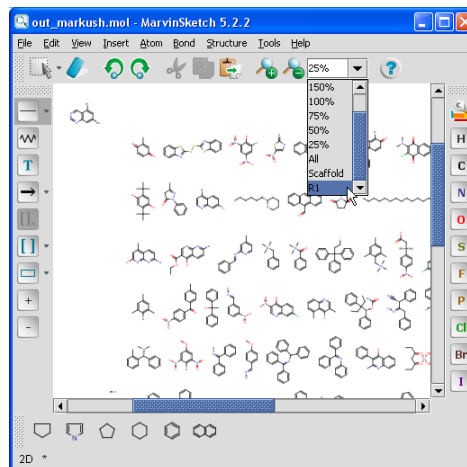 out_markush.mol - MarvinSketch 5.2.2
File Edit View Insert Atom Bond Structure Tools Help
25%
150%
100%
75%
50%
25%
All
Scaffold
R1
T
H
C
N
O
S
F
P
Cl
Br
I
2D *